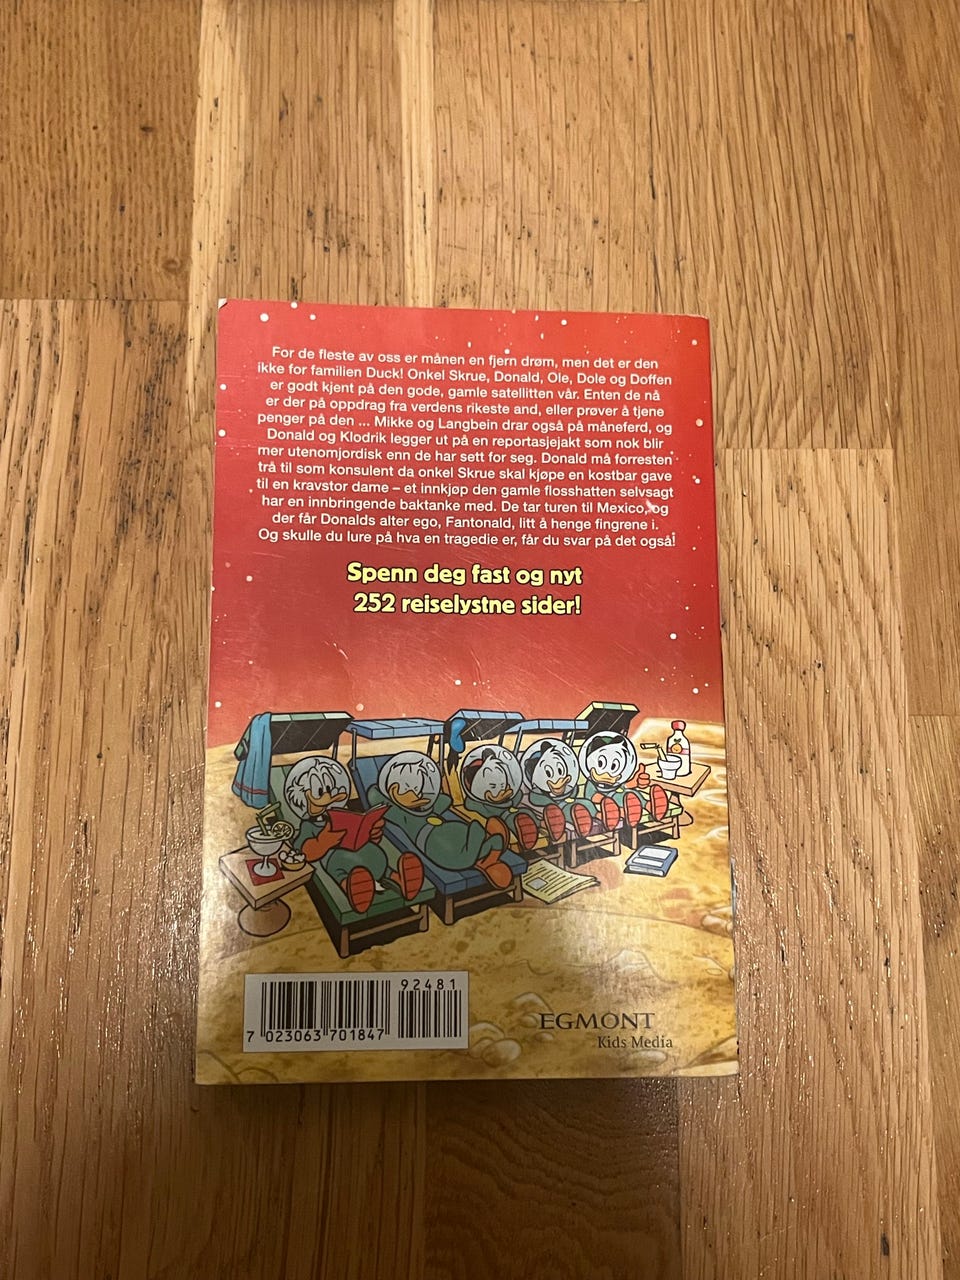 For de fleste av oss er månen en fjern drøm, men det er den
ikke for familien Duck! Onkel Skrue, Donald, Ole, Dole og Doffen
er godt kjent på den gode, gamle satellitten vår. Enten de nå
er der på oppdrag fra verdens rikeste and, eller prøver å tjene
penger på den ... Mikke og Langbein drar også på måneferd, og
Donald og Klodrik legger ut på en reportasjejakt som nok blir
mer utenomjordisk enn de har sett for seg. Donald må forresten
trå til som konsulent da onkel Skrue skal kjøpe en kostbar gave
til en kravstor dame – et innkjøp den gamle flosshatten selvsagt
har en innbringende baktanke med. De tar turen til Mexico, og
der får Donalds alter ego, Fantonald, litt å henge fingrene i.
Og skulle du lure på hva en tragedie er, får du svar på det også!
Spenn deg fast og nyt
252 reiselystne sider!
92481
7 023063 701847
EGMONT
Kids Media